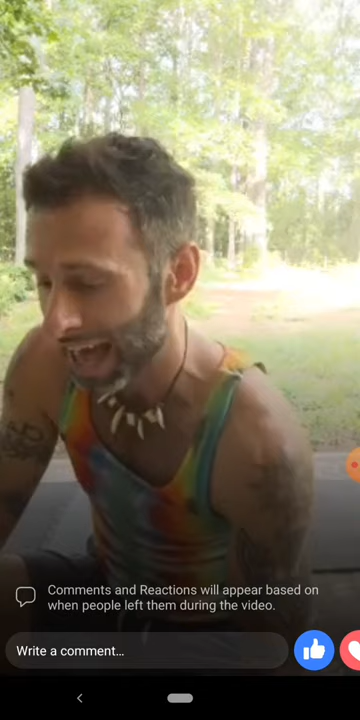 Comments and Reactions will appear based on
when people left them during the video.
Write a comment...